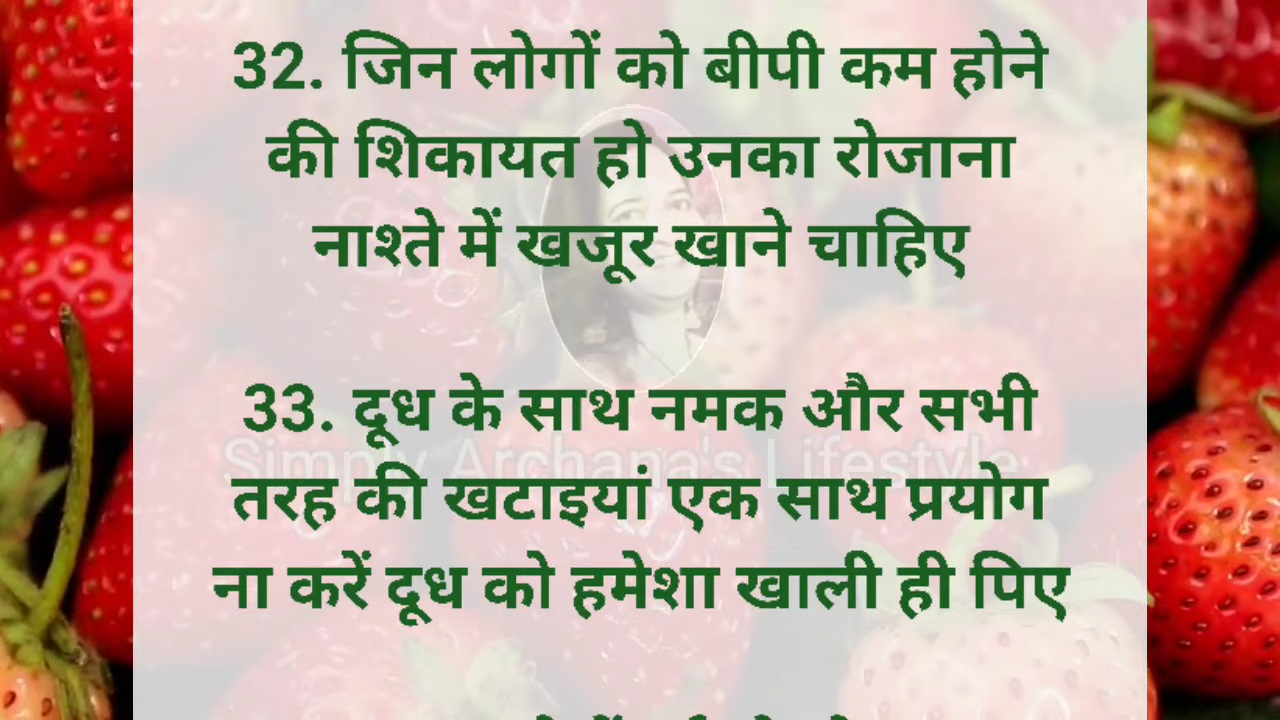 32. जिन लोगों को बीपी कम होने
की शिकायत हो उनका रोजाना
नाश्ते में खजूर खाने चाहिए
33. दूध के साथ नमक और सभी
Simply Archana's Lifestyle
तरह की खटाइयां एक साथ प्रयोग
ना करें दूध को हमेशा खाली ही पिए